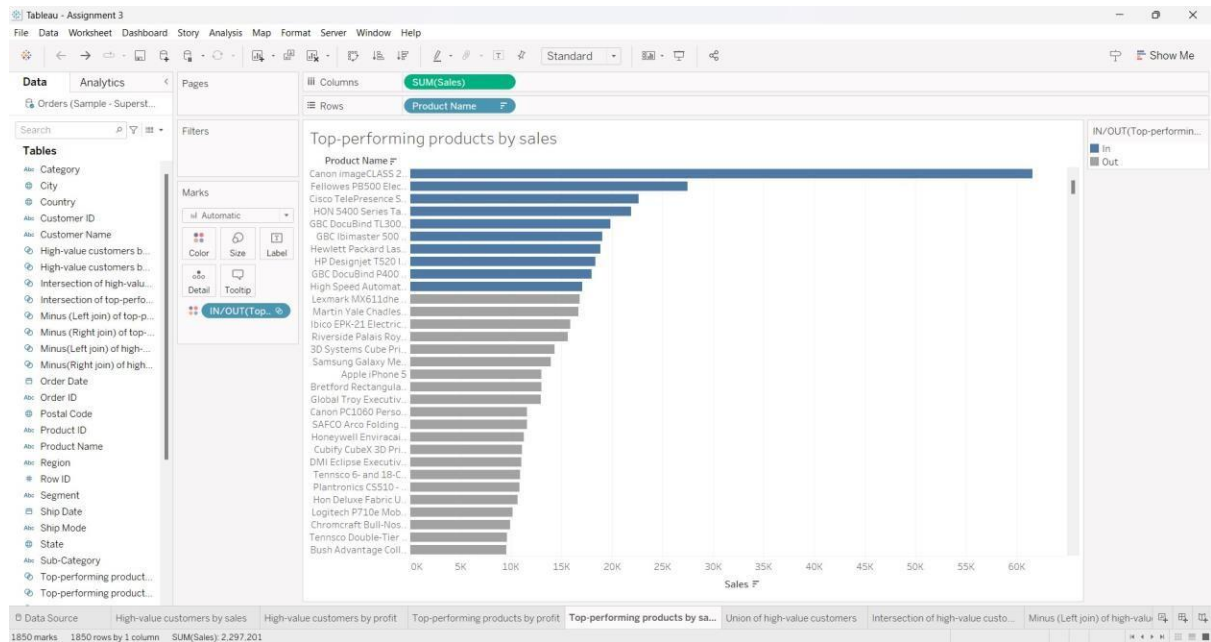 Tableau - Assignment 3
File Data Worksheet Dashboard Story Analysis Map Format Server Window Help
Standard
Show Me
Data Analytics
Orders (Sample - Superst...
Search
Tables
Abc Category
City
Country
Abc Customer ID
Abc Customer Name
High-value customers b...
High-value customers b...
Intersection of high-valu...
Intersection of top-perfo...
Minus (Left join) of top-p...
Minus (Right join) of top-...
Minus(Left join) of high-...
Minus(Right join) of high...
Order Date
Abc Order ID
Postal Code
Abc Product ID
Abc Product Name
Abc Region
# Row ID
Abc Segment
Ship Date
Abc Ship Mode
State
Abc Sub-Category
Top-performing product...
Top-performing product...
Pages
Filters
Marks
Automatic
Color Size Label
Detail Tooltip
IN/OUT(Top..
Columns SUM(Sales)
Rows Product Name
Top-performing products by sales
Product Name
Canon imageCLASS 2..
Fellowes PB500 Elec..
Cisco TelePresence S..
HON 5400 Series Ta..
GBC DocuBind TL300..
GBC Ibimaster 500 ..
Hewlett Packard Las..
HP Designjet T520 I..
GBC DocuBind P400 ..
High Speed Automat..
Lexmark MX611dhe ..
Martin Yale Chadles..
Ibico EPK-21 Electric..
Riverside Palais Roy..
3D Systems Cube Pri..
Samsung Galaxy Me..
Apple iPhone 5
Bretford Rectangula..
Global Troy Executiv..
Canon PC1060 Perso..
SAFCO Arco Folding ..
Honeywell Enviracai..
Cubify CubeX 3D Pri..
DMI Eclipse Executiv..
Tennsco 6- and 18-C..
Plantronics CS510 - ..
Hon Deluxe Fabric U..
Logitech P710e Mob..
Chromcraft Bull-Nos..
Tennsco Double-Tier ..
Bush Advantage Coll..
0K 5K 10K 15K 20K 25K 30K 35K 40K 45K 50K 55K 60K
Sales
IN/OUT(Top-performin...
In
Out
Data Source High-value customers by sales High-value customers by profit Top-performing products by profit Top-performing products by sa... Union of high-value customers Intersection of high-value custo... Minus (Left join) of high-valu
1850 marks 1850 rows by 1 column SUM(Sales): 2,297,201